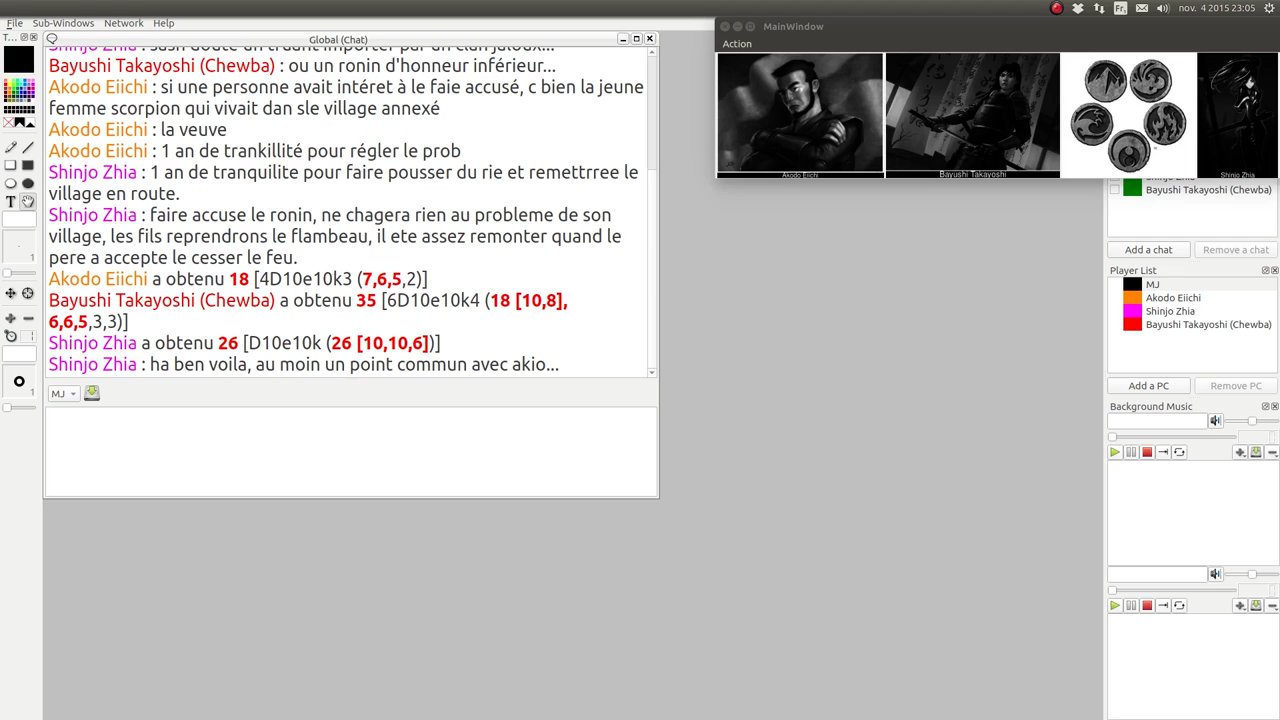 nov. 4 2015 23:05
Fr₁
File Sub-Windows Network Help
MainWindow
Action
T...
Global (Chat)
Bayushi Takayoshi (Chewba) : ou un ronin d'honneur inférieur...
Akodo Eiichi : si une personne avait intéret à le faie accusé, c bien la jeune
femme scorpion qui vivait dan sle village annexé
Akodo Eiichi : la veuve
Akodo Eiichi : 1 an de trankillité pour régler le prob
Shinjo Zhia : 1 an de tranquilite pour faire pousser du rie et remettrree le
village en route.
Shinjo Zhia : faire accuse le ronin, ne chagera rien au probleme de son
village, les fils reprendrons le flambeau, il ete assez remonter quand le
pere a accepte le cesser le feu.
Akodo Eiichi a obtenu 18 [4D10e10k3 (7,6,5,2)]
Bayushi Takayoshi (Chewba) a obtenu 35 [6D10e10k4 (18 [10,8],
6,6,5,3,3)]
Shinjo Zhia a obtenu 26 [D10e10k (26 [10,10,6])]
Shinjo Zhia : ha ben voila, au moin un point commun avec akio...
MJ
1
1
1
Akodo Eiichi
Bayushi Takayoshi
Shinjo Zhia
Bayushi Takayoshi (Chewba)
Add a chat
Remove a chat
Player List
MJ
Akodo Eiichi
Shinjo Zhia
Bayushi Takayoshi (Chewba)
Add a PC
Remove PC
Background Music